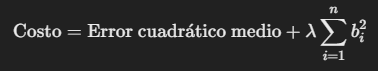 Costo = Error cuadrático medio + λ ∑_{i=1}^{n} b_i^2